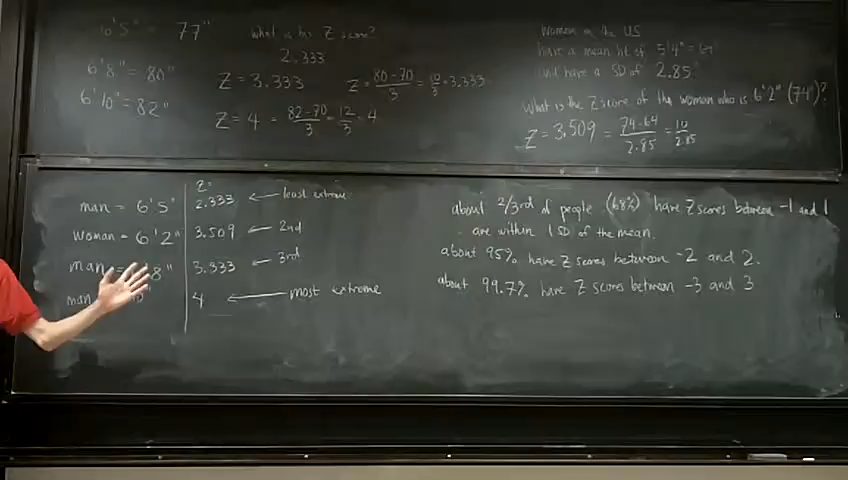 6'5" 77"
6'8" = 80"
6'10" = 82"
what is his Z score?
2.333
Z = 3.333
Z = 80-70/3 = 10/3 = 3.333
Z = 4 = 82-70/3 = 12/3 = 4
Women in the US
have a mean ht of 5'4" = 64"
and have a SD of 2.85"
What is the Z score of the woman who is 6'2" (74")?
Z = 3.509 = 74-64/2.85 = 10/2.85
Z:
man = 6'5" 2.333 ← least extreme
woman = 6'2" 3.509 ← 2nd
man = 8" 3.333 ← 3rd
man 4 ← most extreme
about 2/3rd of people (68%) have Z scores between -1 and 1
are within 1 SD of the mean.
about 95% have Z scores between -2 and 2.
about 99.7% have Z scores between -3 and 3